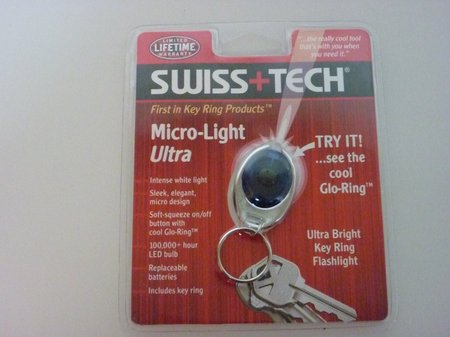 LIMITED
LIFETIME
WARRANTY
"...the really cool tool
that's with you when
you need it."
SWISS+TECH®
First in Key Ring Products™
Micro-Light
Ultra
TRY IT!
...see the
cool
Glo-Ring™
Intense white light
Sleek, elegant,
micro design
Soft-squeeze on/off
button with
cool Glo-Ring™
100,000+ hour
LED bulb
Replaceable
batteries
Includes key ring
Ultra Bright
Key Ring
Flashlight